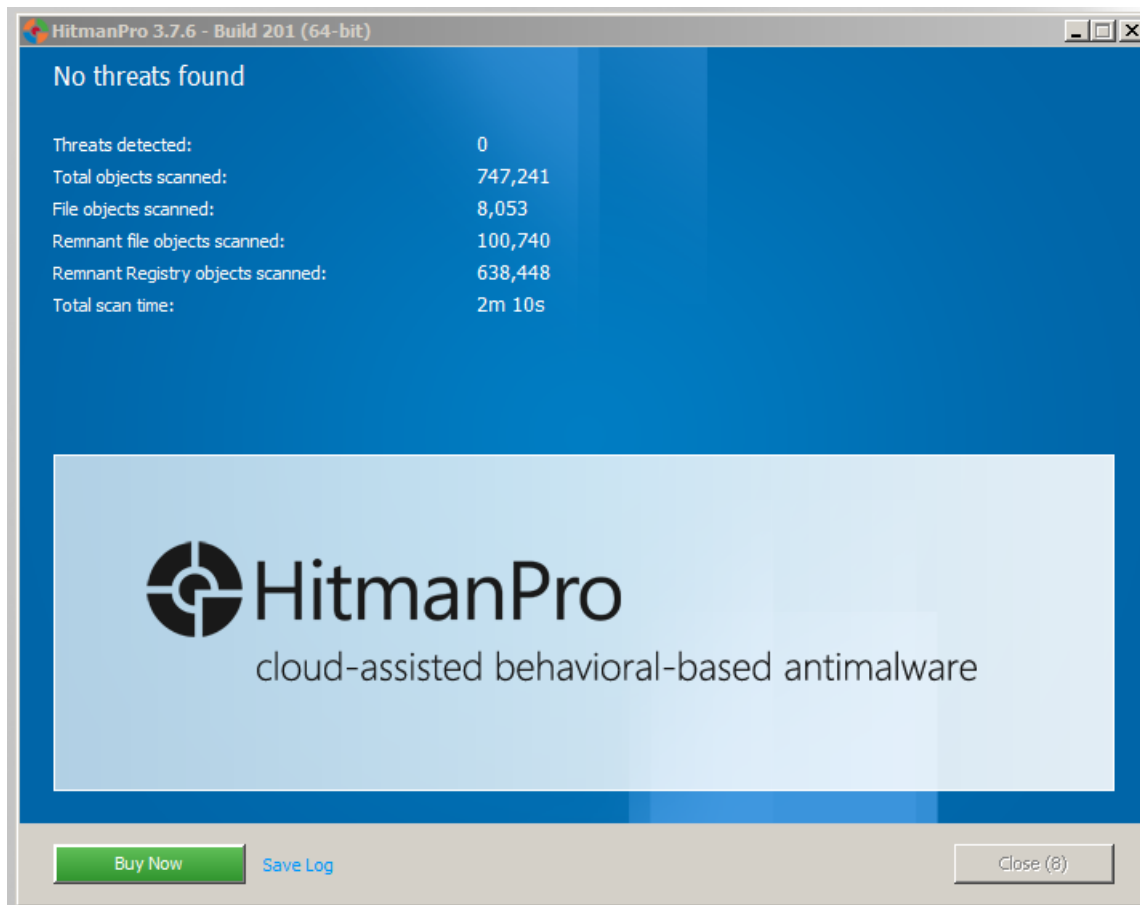 HitmanPro 3.7.6 - Build 201 (64-bit)
No threats found
Threats detected: 0
Total objects scanned: 747,241
File objects scanned: 8,053
Remnant file objects scanned: 100,740
Remnant Registry objects scanned: 638,448
Total scan time: 2m 10s
HitmanPro
cloud-assisted behavioral-based antimalware
Buy Now Save Log Close (8)